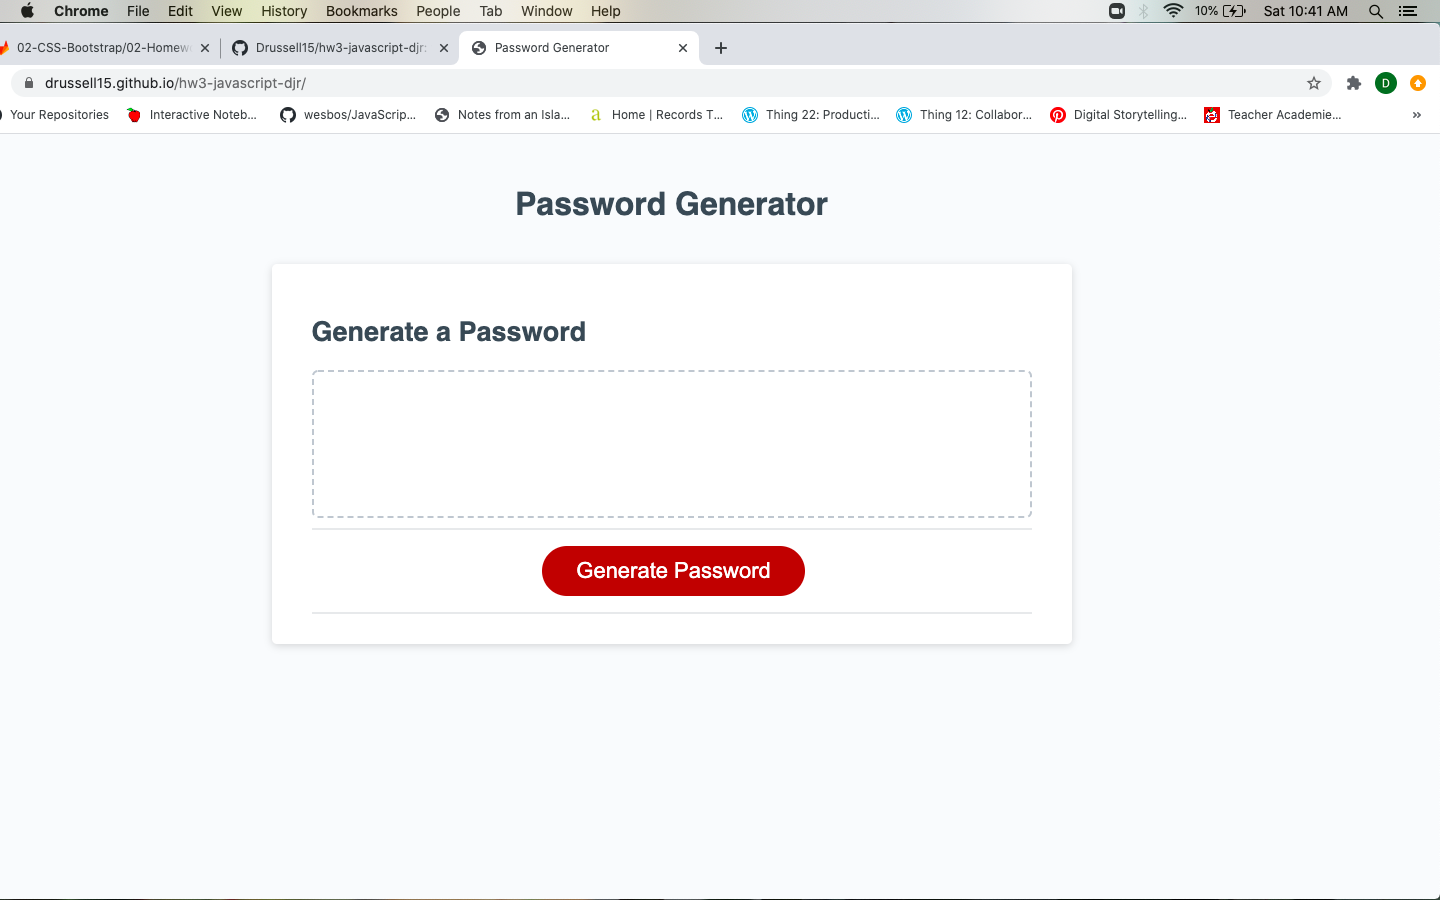 Chrome File Edit View History Bookmarks People Tab Window Help 10% Sat 10:41 AM
02-CSS-Bootstrap/02-Homew Drussell15/hw3-javascript-djr Password Generator
drussell15.github.io/hw3-javascript-djr/ D
Your Repositories Interactive Noteb... wesbos/JavaScrip... Notes from an Isla... a Home | Records T... Thing 22: Producti... Thing 12: Collabor... Digital Storytelling... Teacher Academie... »
Password Generator
Generate a Password
Generate Password